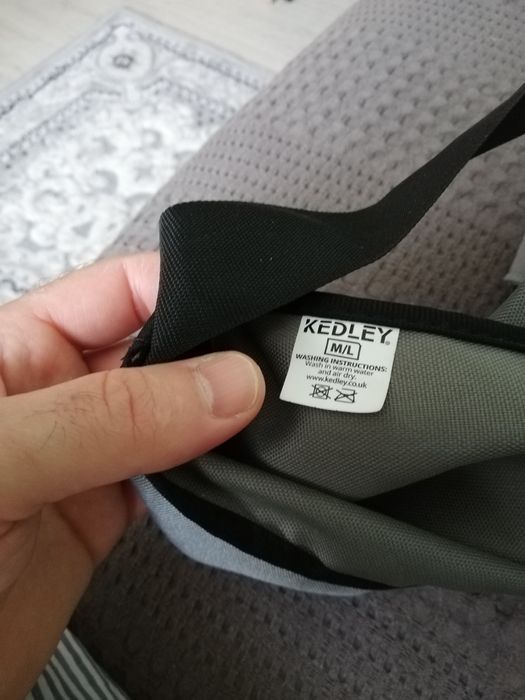 KEDLEY®
M/L
WASHING INSTRUCTIONS:
Wash in warm water
and air dry.
www.kedley.co.uk